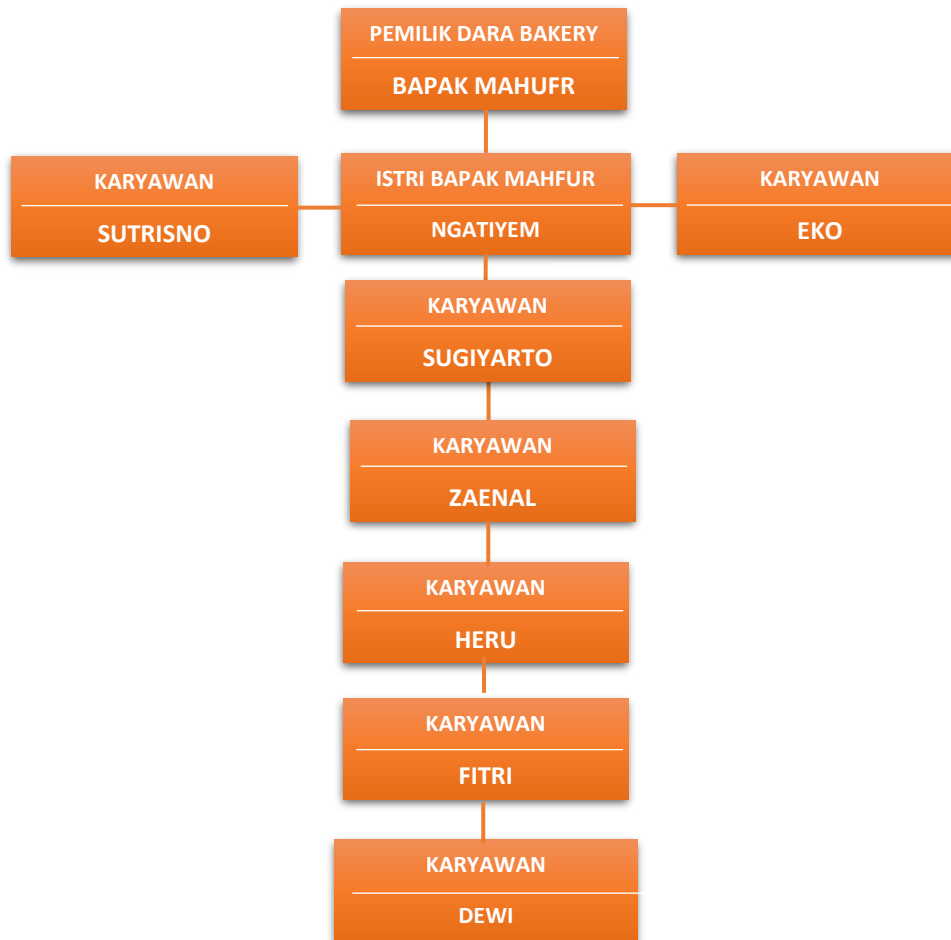 PEMILIK DARA BAKERY
BAPAK MAHUFR
KARYAWAN
SUTRISNO
ISTRI BAPAK MAHFUR
NGATIYEM
KARYAWAN
EKO
KARYAWAN
SUGIYARTO
KARYAWAN
ZAENAL
KARYAWAN
HERU
KARYAWAN
FITRI
KARYAWAN
DEWI